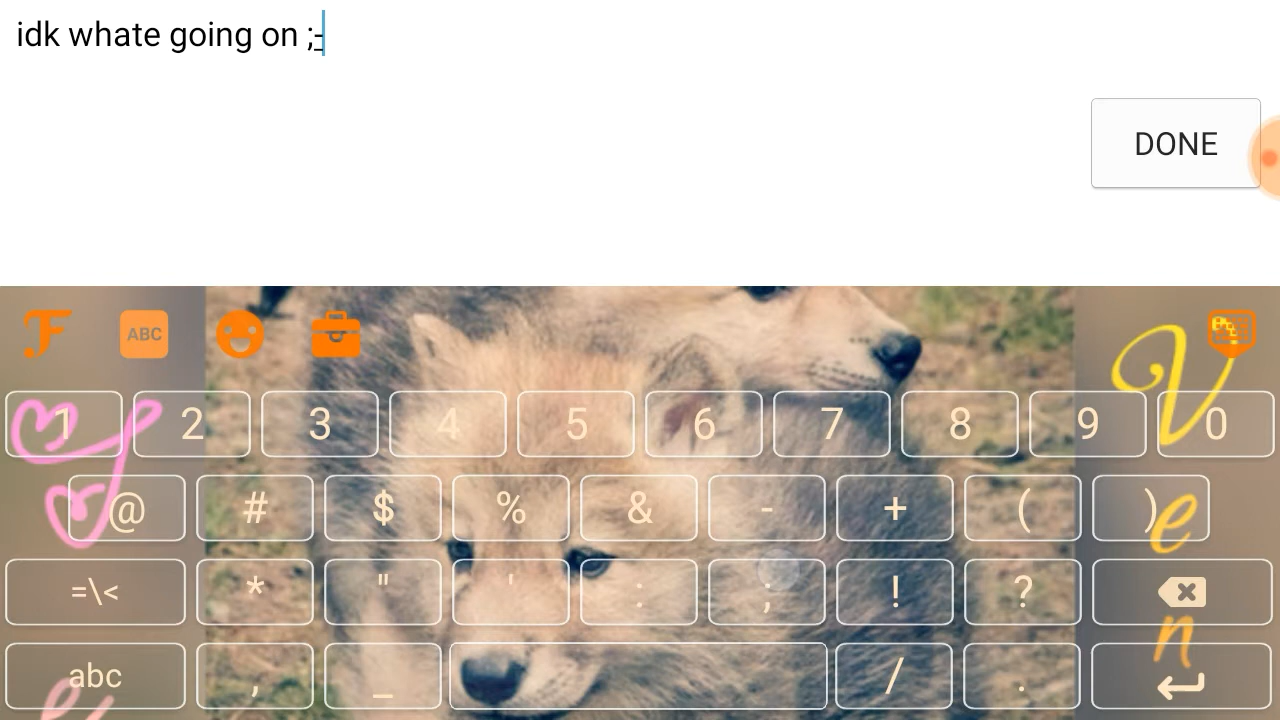 idk whate going on ;-
DONE
F ABC
1 2 3 4 5 6 7 8 9 0
@ # $ % & - + ( )
=\< * " ' : ; ! ?
abc , _ / .
V
e
n